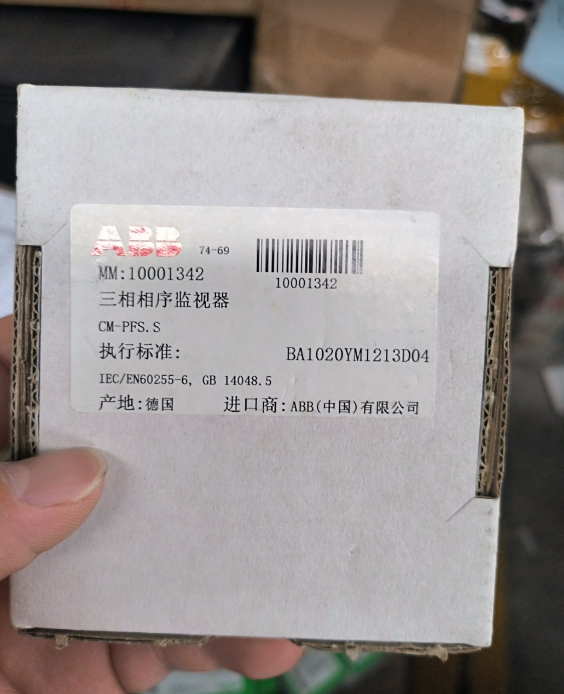 ABB 74-69
MM:10001342
10001342
三相相序监视器
CM-PFS.S
执行标准: BA1020YM1213D04
IEC/EN60255-6, GB 14048.5
产地:德国 进口商:ABB(中国)有限公司